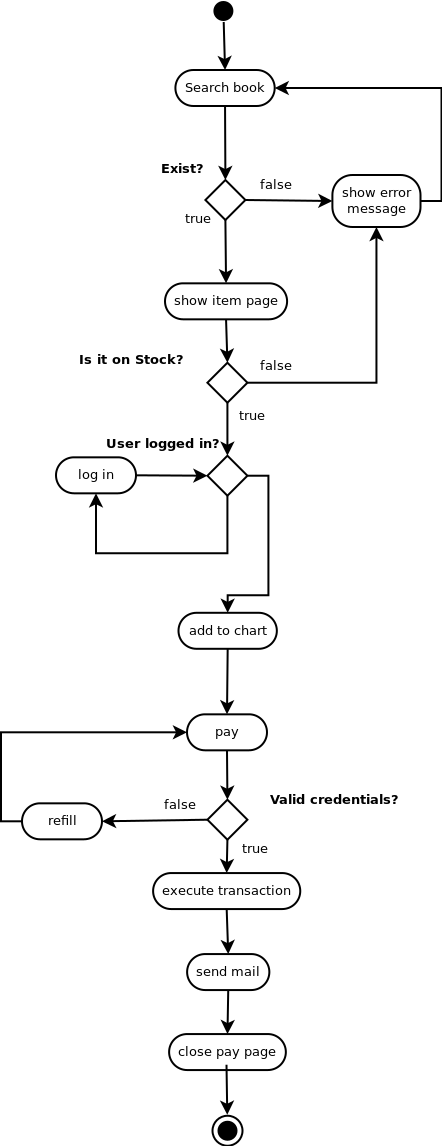 Search book
Exist?
false
show error
message
true
show item page
Is it on Stock?
false
true
User logged in?
log in
add to chart
pay
Valid credentials?
false
refill
true
execute transaction
send mail
close pay page